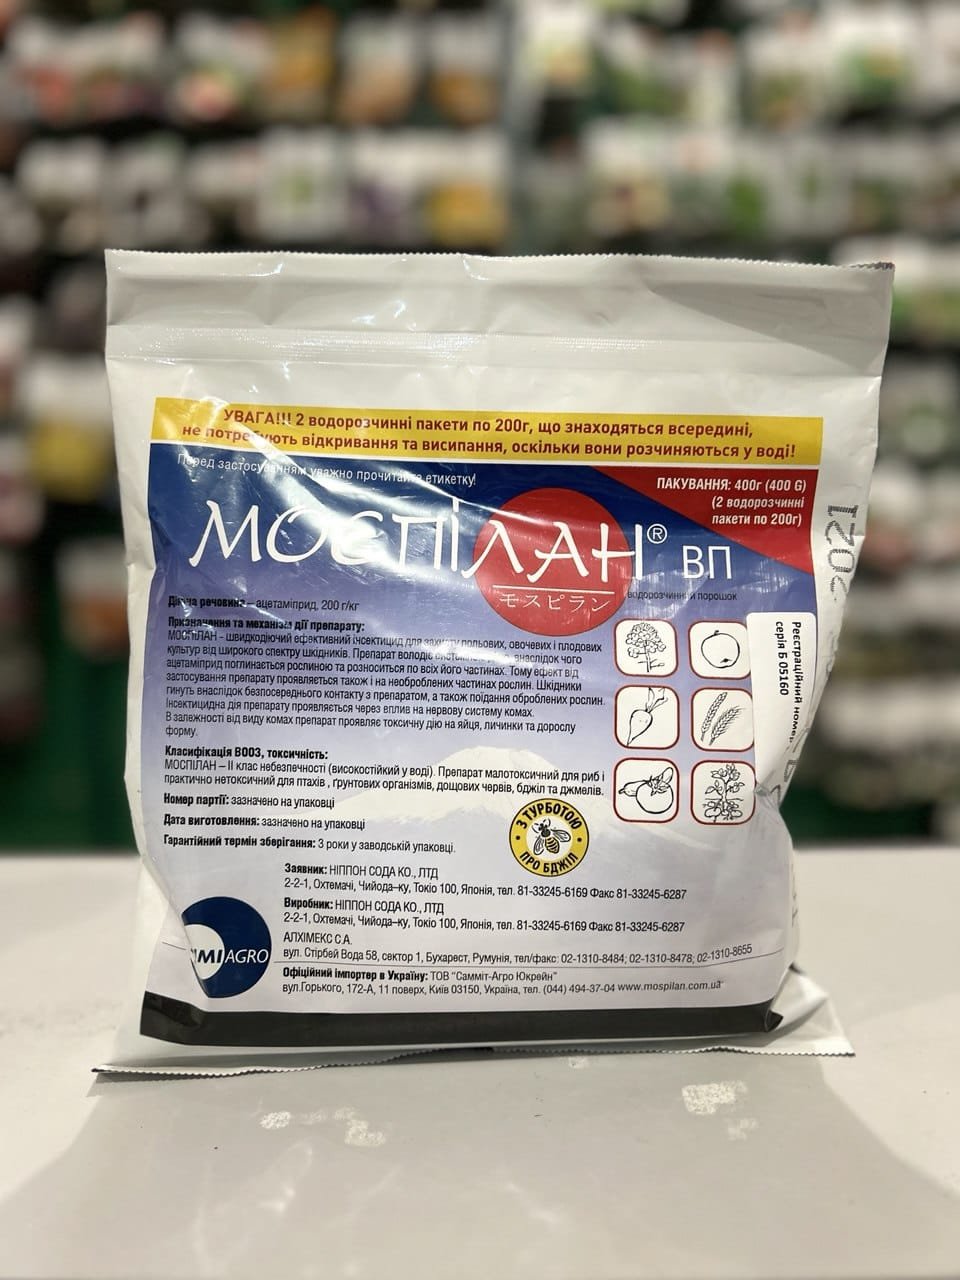 УВАГА!!! 2 водорозчинні пакети по 200г, що знаходяться всередині,
не потребують відкривання та висипання, оскільки вони розчиняються у воді!
Перед застосуванням уважно прочитайте етикетку!
ПАКУВАННЯ: 400г (400 G)
(2 водорозчинні
пакети по 200г)
МОСПІЛАН® ВП
モスピラン
водорозчинний порошок
Діюча речовина – ацетаміприд, 200 г/кг
Призначення та механізм дії препарату:
МОСПІЛАН - швидкодіючий ефективний інсектицид для захисту польових, овочевих і плодових
культур від широкого спектру шкідників. Препарат володіє внаслідок чого
ацетаміприд поглинається рослиною та розноситься по всіх його частинах. Тому ефект від
застосування препарату проявляється також і на необроблених частинах рослин. Шкідники
гинуть внаслідок безпосереднього контакту з препаратом, а також поїдання оброблених рослин.
Інсектицидна дія препарату проявляється через вплив на нервову систему комах.
В залежності від виду комах препарат проявляє токсичну дію на яйця, личинки та дорослу
форму.
Класифікація ВООЗ, токсичність:
МОСПІЛАН – II клас небезпечності (високостійкий у воді). Препарат малотоксичний для риб і
практично нетоксичний для птахів , ґрунтових організмів, дощових червів, бджіл та джмелів.
Номер партії: зазначено на упаковці
Дата виготовлення: зазначено на упаковці
Гарантійний термін зберігання: 3 роки у заводській упаковці.
З ТУРБОТОЮ
ПРО БДЖІЛ
Реєстраційний номер
серія Б 05160
Заявник: НІППОН СОДА КО., ЛТД
2-2-1, Охтемачі, Чийода–ку, Токіо 100, Японія, тел. 81-33245-6169 Факс 81-33245-6287
Виробник: НІППОН СОДА КО., ЛТД
2-2-1, Охтемачі, Чийода–ку, Токіо 100, Японія, тел. 81-33245-6169 Факс 81-33245-6287
АЛХІМЕКС С.А.
вул. Стірбей Вода 58, сектор 1, Бухарест, Румунія, тел/факс: 02-1310-8484; 02-1310-8478; 02-1310-8655
Офіційний імпортер в Україну: ТОВ "Самміт-Агро Юкрейн"
вул.Горького, 172-А, 11 поверх, Київ 03150, Україна, тел. (044) 494-37-04 www.mospilan.com.ua
MIAGRO